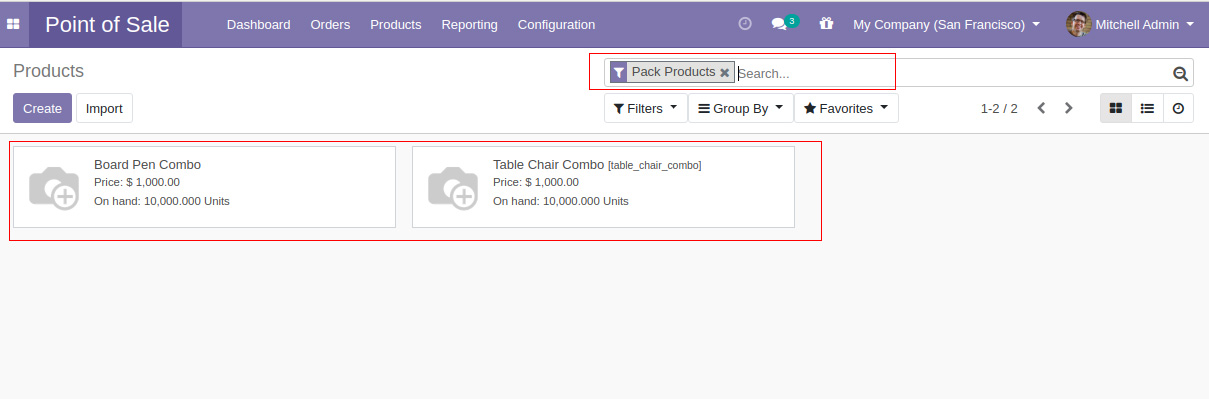 Point of Sale
Dashboard
Orders
Products
Reporting
Configuration
3
My Company (San Francisco)
Mitchell Admin
Products
Pack Products
Search...
Create
Import
Filters
Group By
Favorites
1-2 / 2
Board Pen Combo
Price: $ 1,000.00
On hand: 10,000.000 Units
Table Chair Combo [table_chair_combo]
Price: $ 1,000.00
On hand: 10,000.000 Units